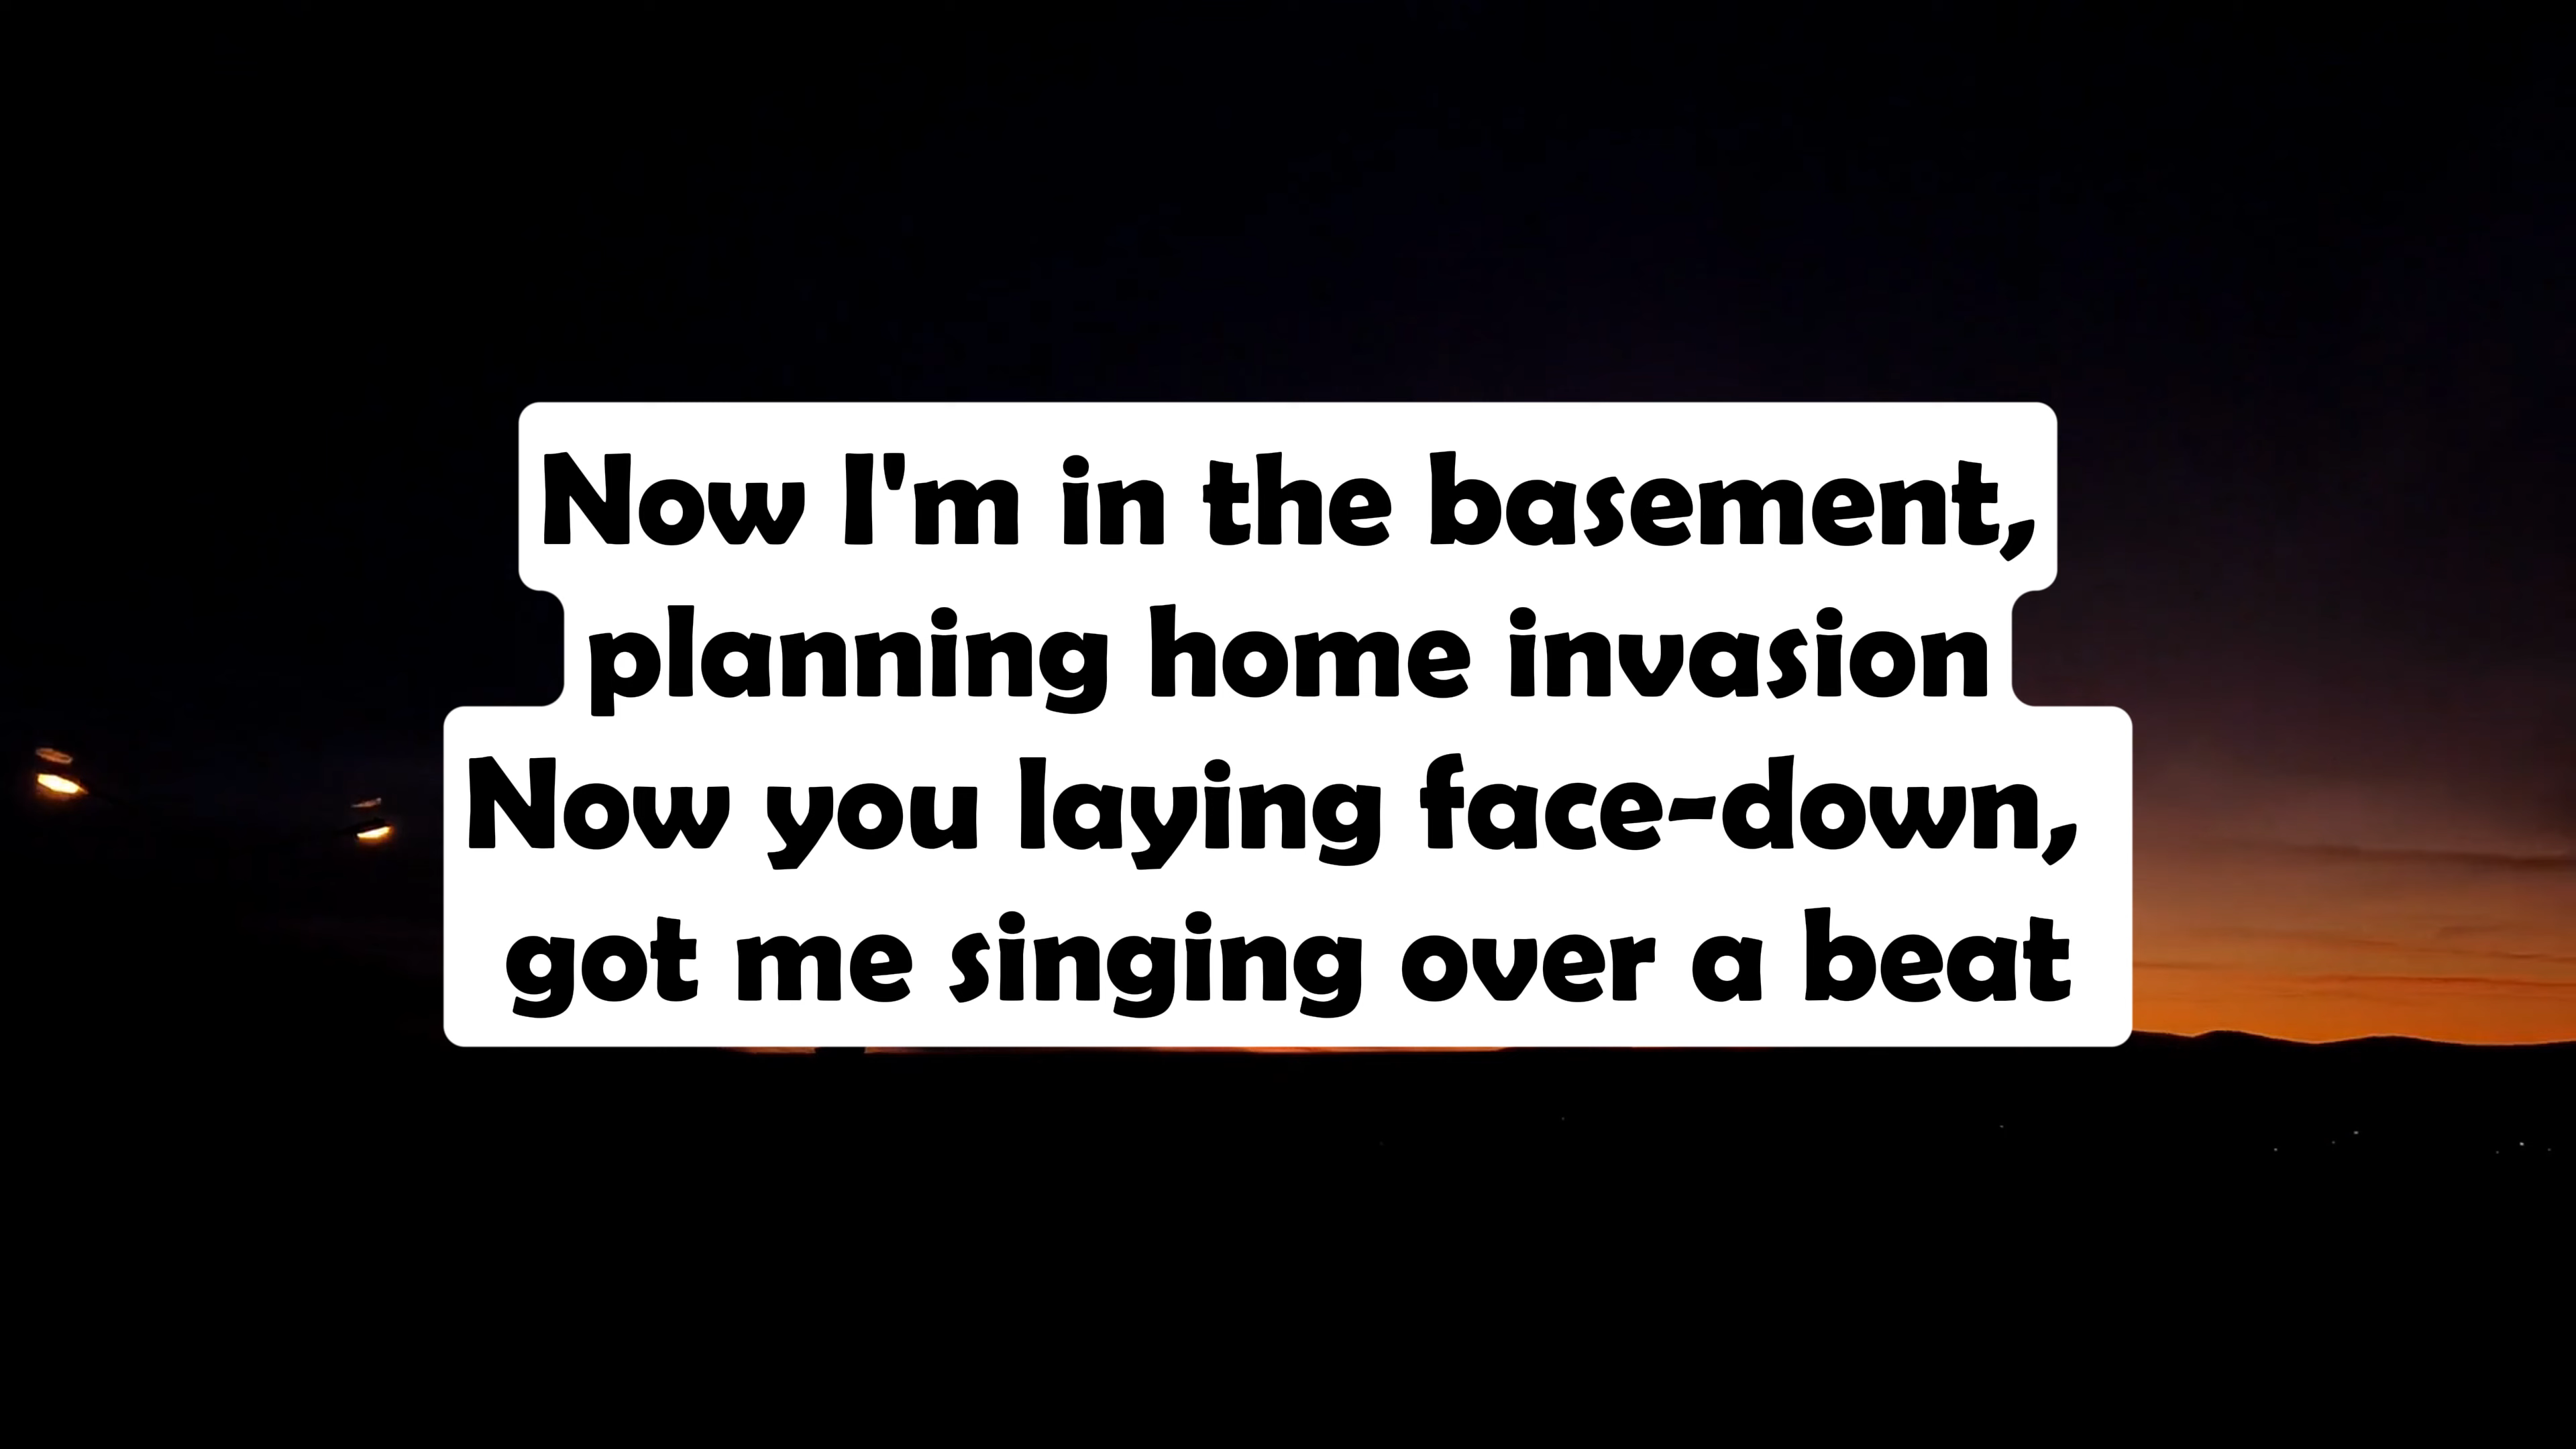 Now I'm in the basement,
planning home invasion
Now you laying face-down,
got me singing over a beat